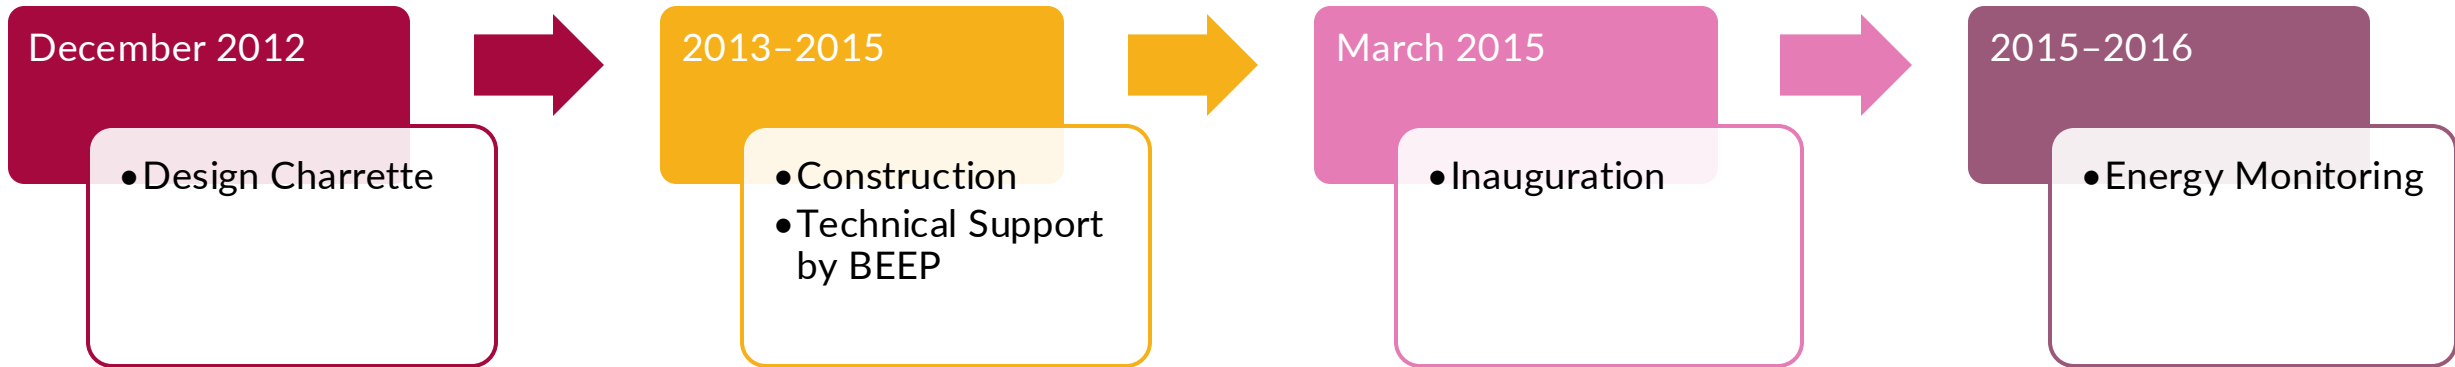 December 2012
•Design Charrette
2013–2015
•Construction
•Technical Support
by BEEP
March 2015
•Inauguration
2015–2016
•Energy Monitoring